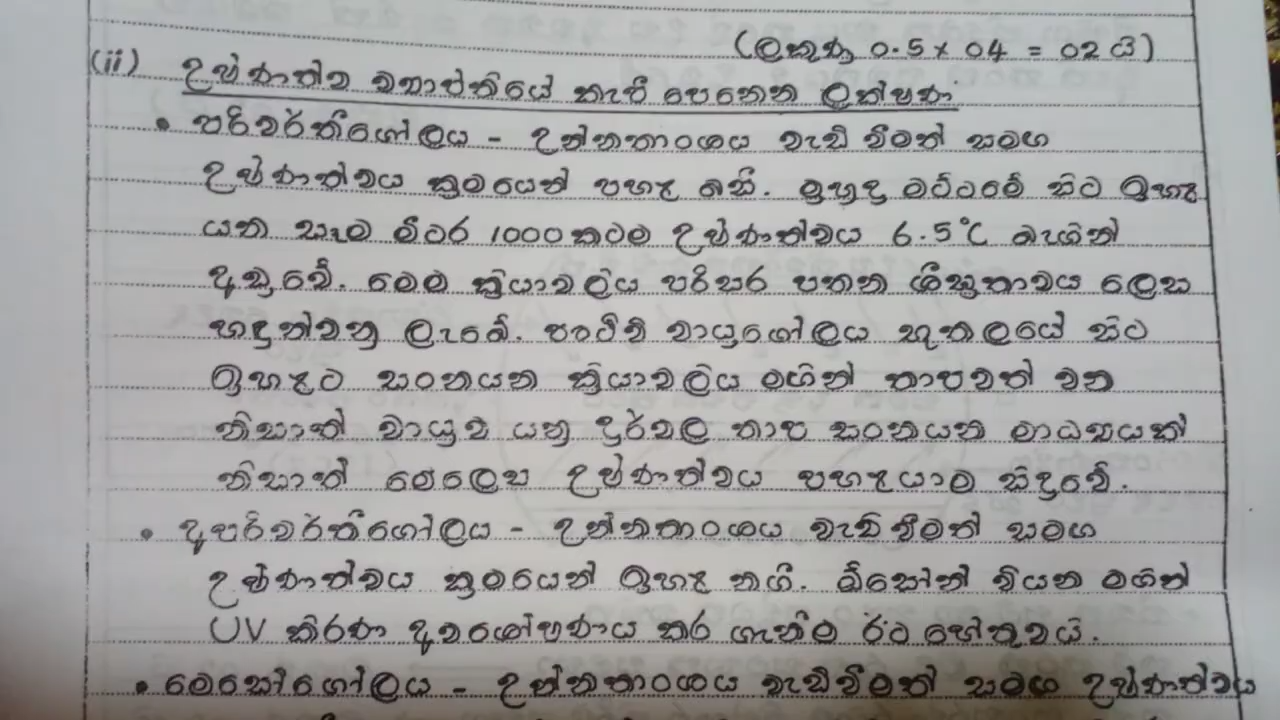 (ලකුණු 0.5 × 04 = 02 යි)
(ii) උෂ්ණත්ව ව්‍යාප්තියේ කැපී පෙනෙන ලක්ෂණ
• පරිවර්තීගෝලය - උන්නතාංශය වැඩි වීමත් සමග
උෂ්ණත්වය ක්‍රමයෙන් පහළ බසී. මුහුදු මට්ටමේ සිට ඉහළ
යන සෑම මීටර 1000කටම උෂ්ණත්වය 6.5°C බැගින්
අඩුවේ. මෙම ක්‍රියාවලිය පරිසර පතන ශීඝ්‍රතාවය ලෙස
හඳුන්වනු ලැබේ. පෘථිවි වායුගෝලය භූතලයේ සිට
ඉහළට සංනයන ක්‍රියාවලිය මගින් තාපවත් වන
නිසාත් වායුව යනු දුර්වල තාප සංනයන මාධ්‍යයක්
නිසාත් මෙලෙස උෂ්ණත්වය පහළයාම සිදුවේ.
• අපරිවර්තීගෝලය - උන්නතාංශය වැඩිවීමත් සමග
උෂ්ණත්වය ක්‍රමයෙන් ඉහළ නගී. ඕසෝන් වියන මගින්
UV කිරණ අවශෝෂණය කර ගැනීම ඊට හේතුවයි.
• මෙසෝගෝලය - උන්නතාංශය වැඩිවීමත් සමග උෂ්ණත්වය